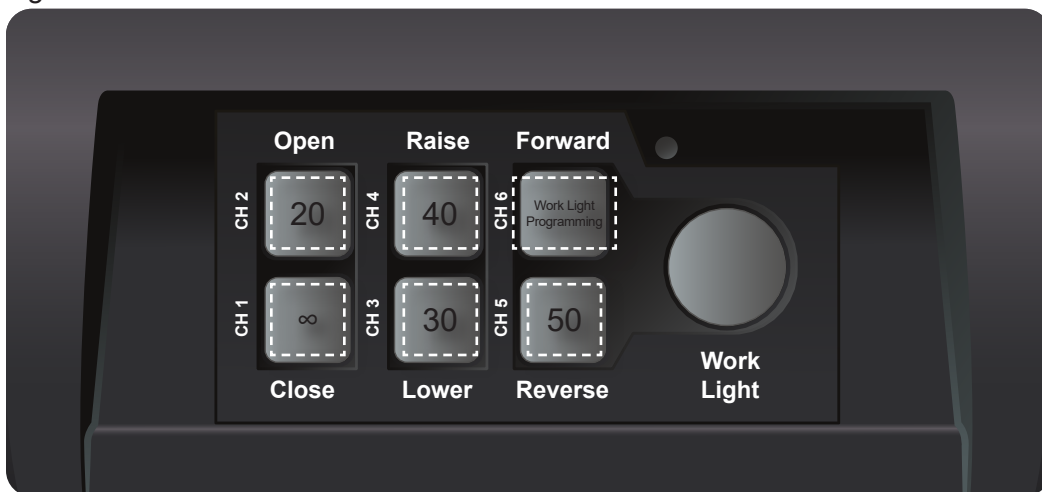 Open Raise Forward
CH 2 20 CH 4 40 CH 6 Work Light
Programming
CH 1 ∞ CH 3 30 CH 5 50
Close Lower Reverse
Work
Light